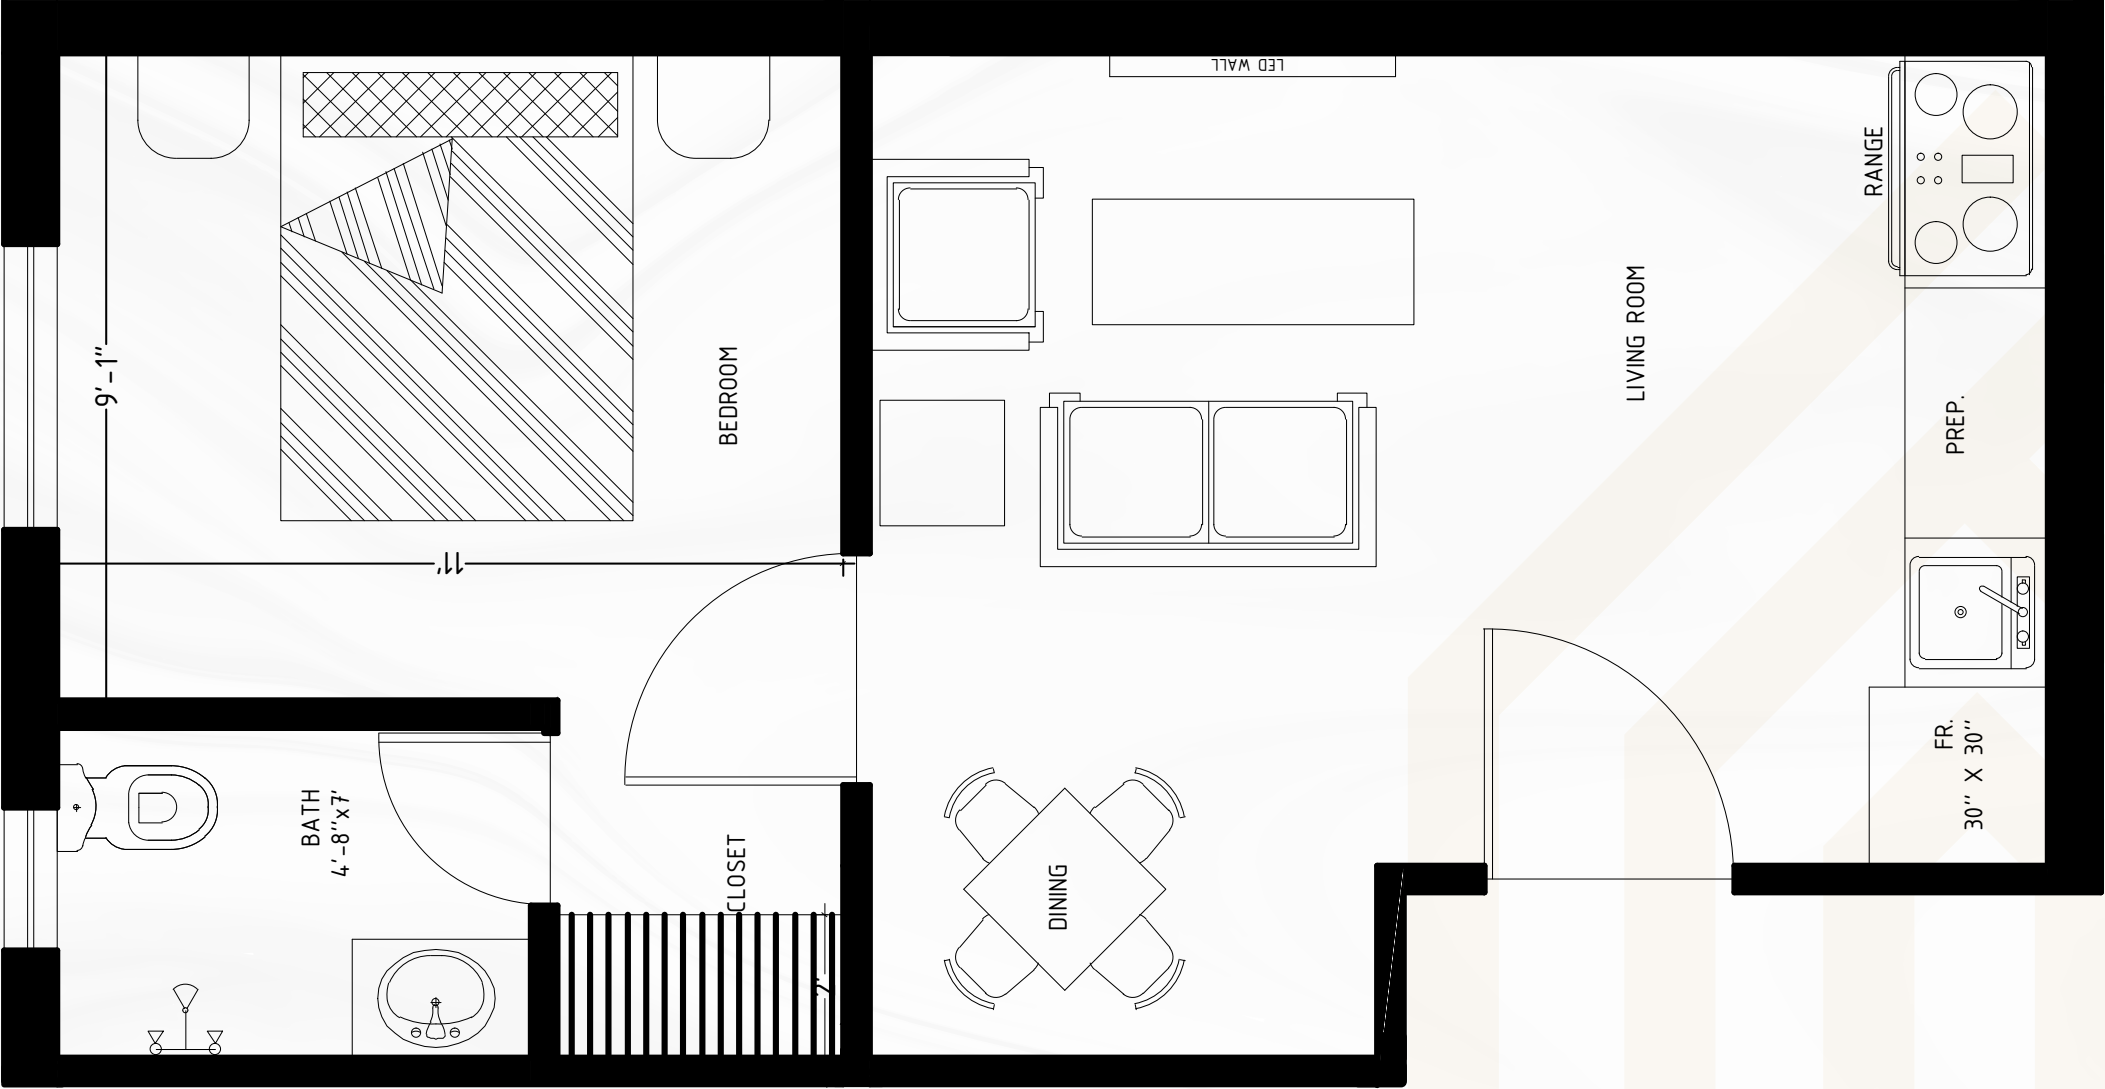 LED WALL
RANGE
9'-1"
BEDROOM
LIVING ROOM
PREP.
11'
FR.
30" X 30"
BATH
4'-8"x7'
CLOSET
DINING
2'